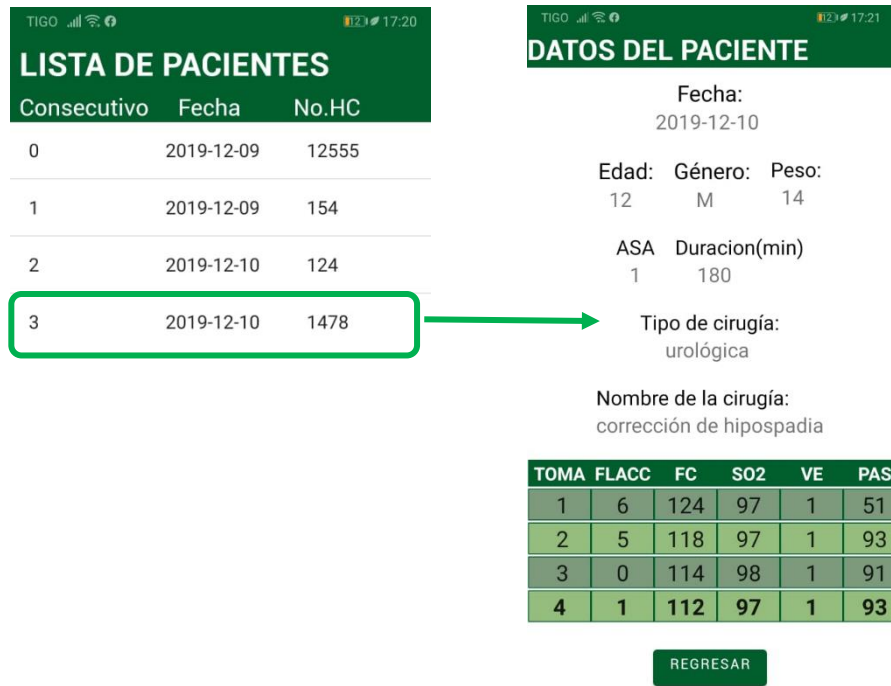 TIGO 12 17:20
LISTA DE PACIENTES
Consecutivo Fecha No.HC
0 2019-12-09 12555
1 2019-12-09 154
2 2019-12-10 124
3 2019-12-10 1478
TIGO 12 17:21
DATOS DEL PACIENTE
Fecha:
2019-12-10
Edad: Género: Peso:
12 M 14
ASA Duracion(min)
1 180
Tipo de cirugía:
urológica
Nombre de la cirugía:
corrección de hipospadia
TOMA FLACC FC SO2 VE PAS
1 6 124 97 1 51
2 5 118 97 1 93
3 0 114 98 1 91
4 1 112 97 1 93
REGRESAR